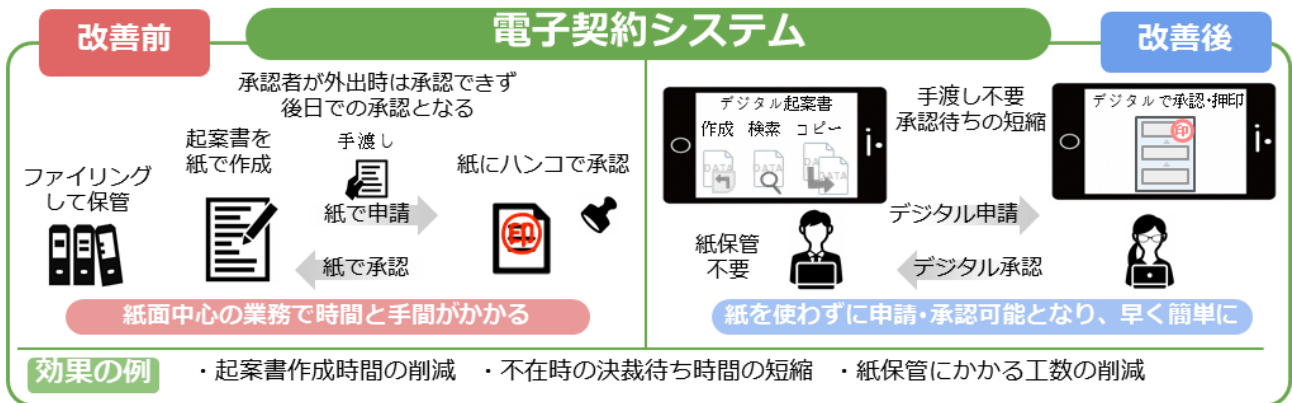 電子契約システム
改善前
承認者が外出時は承認できず
後日での承認となる
ファイリング
して保管
起案書を
紙で作成
手渡し
紙で申請
紙で承認
紙にハンコで承認
印
紙面中心の業務で時間と手間がかかる
改善後
デジタル起案書
作成 検索 コピー
DATA
DATA
DATA
DATA
手渡し不要
承認待ちの短縮
デジタルで承認・押印
印
紙保管
不要
デジタル申請
デジタル承認
紙を使わずに申請・承認可能となり、早く簡単に
効果の例
・起案書作成時間の削減 ・不在時の決裁待ち時間の短縮 ・紙保管にかかる工数の削減